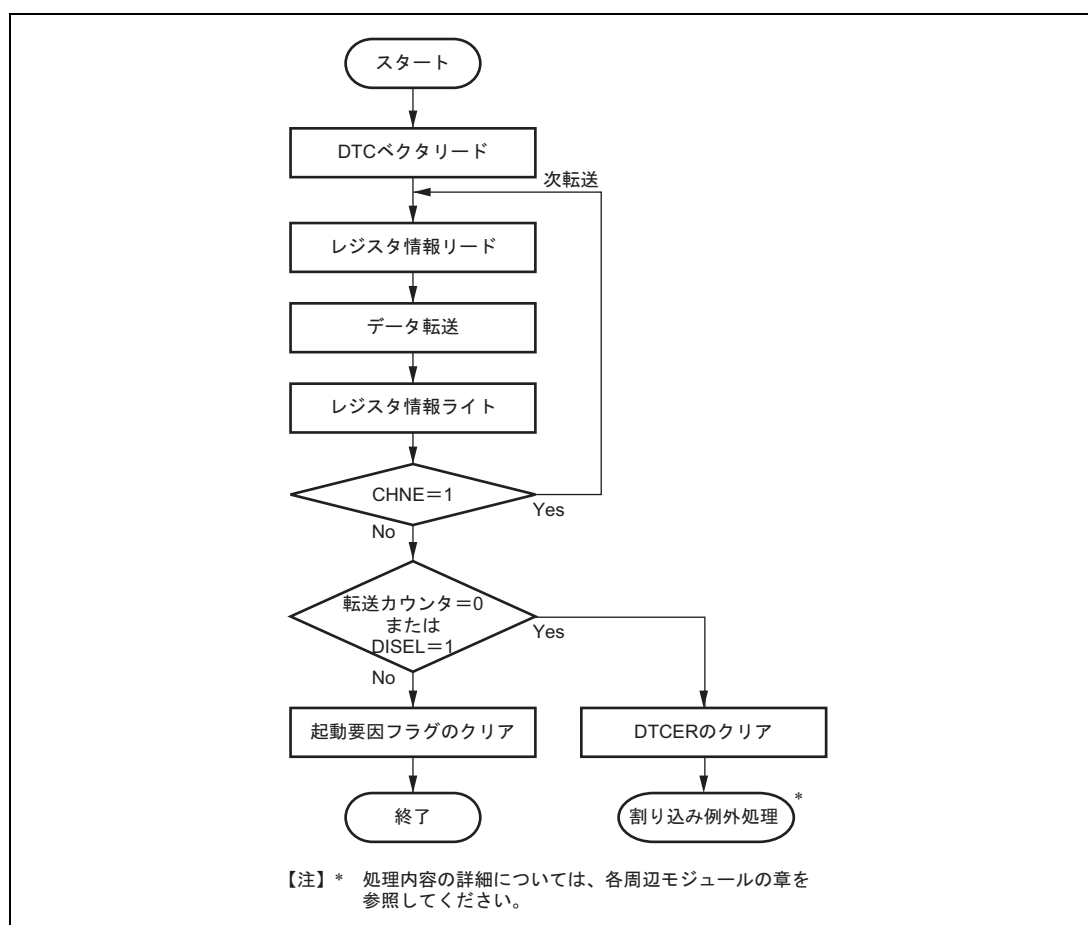 スタート
DTCベクタリード
次転送
レジスタ情報リード
データ転送
レジスタ情報ライト
CHNE＝1
Yes
No
転送カウンタ＝0
または
DISEL＝1
Yes
No
起動要因フラグのクリア
DTCERのクリア
終了
割り込み例外処理 *
【注】* 処理内容の詳細については、各周辺モジュールの章を
参照してください。